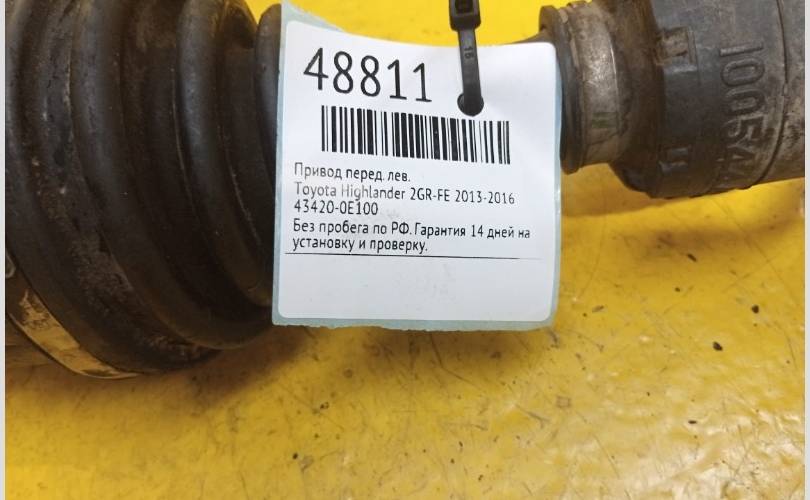 48811
Привод перед. лев.
Toyota Highlander 2GR-FE 2013-2016
43420-0E100
Без пробега по РФ. Гарантия 14 дней на
установку и проверку.